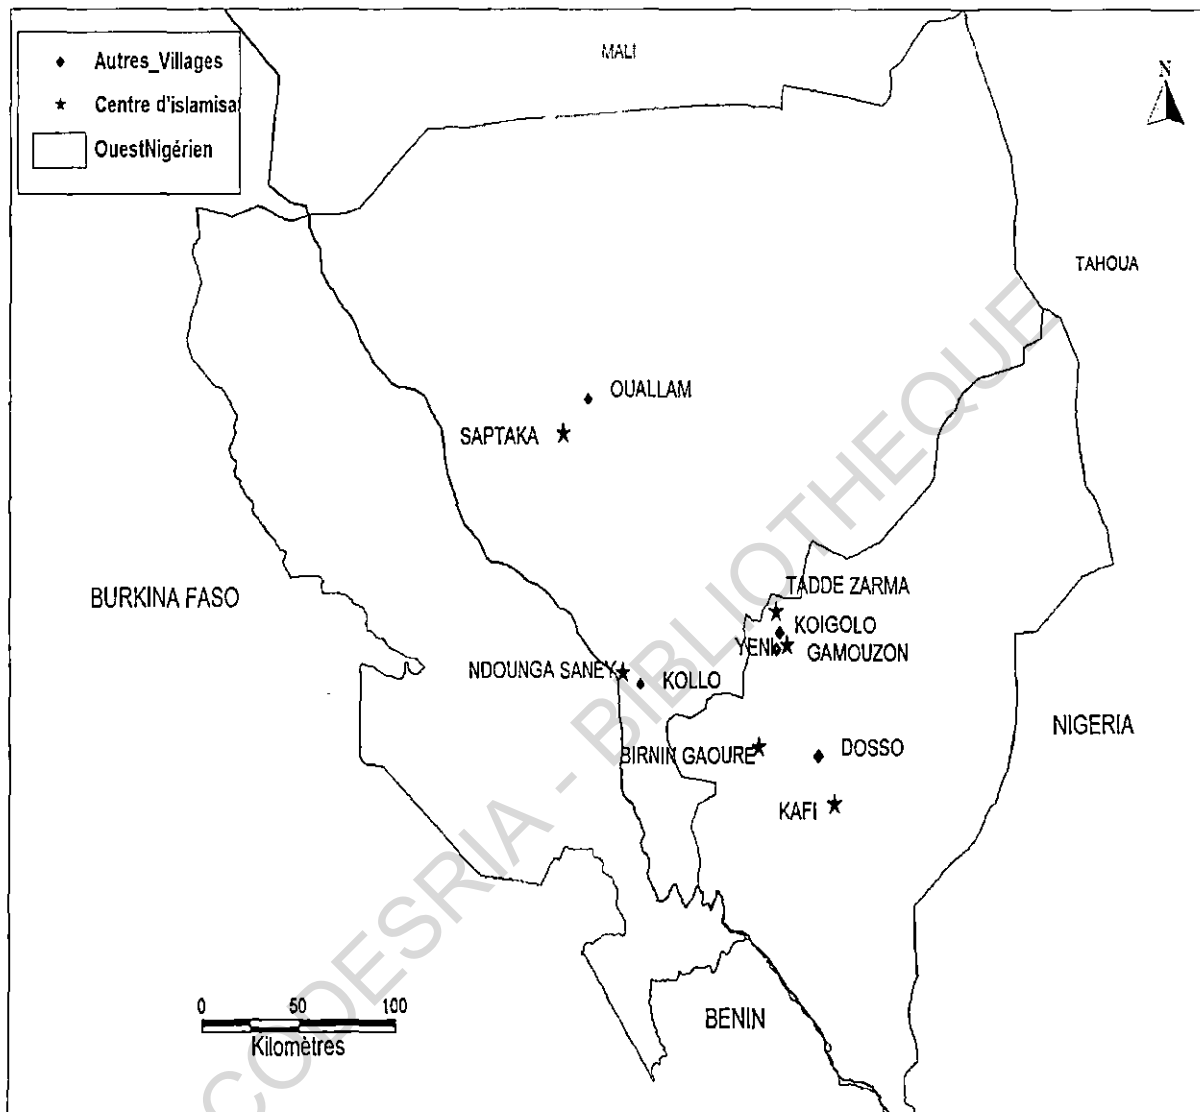 MALI
N
Autres_Villages
Centre d'islamisa
OuestNigérien
TAHOUA
OUALLAM
SAPTAKA
BURKINA FASO
TADDE ZARMA
KOIGOLO
YENI
GAMOUZON
NDOUNGA SANEY
KOLLO
NIGERIA
BIRNIN GAOURE
DOSSO
KAFI
0 50 100
Kilomètres
BENIN
CODESRIA - BIBLIOTHEQUE